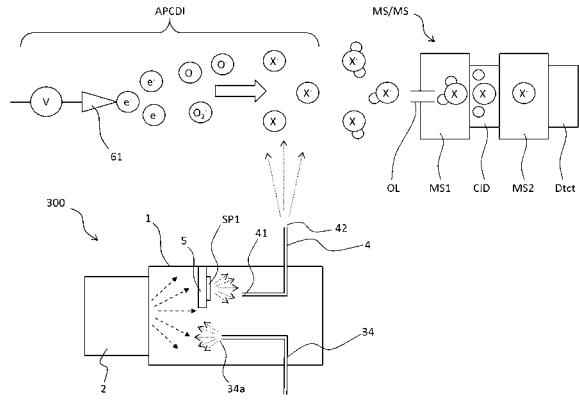 APCDI
MS/MS
V
61
e⁻
e⁻
e⁻
O
O⁻
O₂⁻
X⁻
X⁻
X⁻
X⁻
X⁻
X⁻
X
X
X⁻
OL
MS1
CID
MS2
Dtct
300
1
5
SP1
41
42
4
2
34a
34